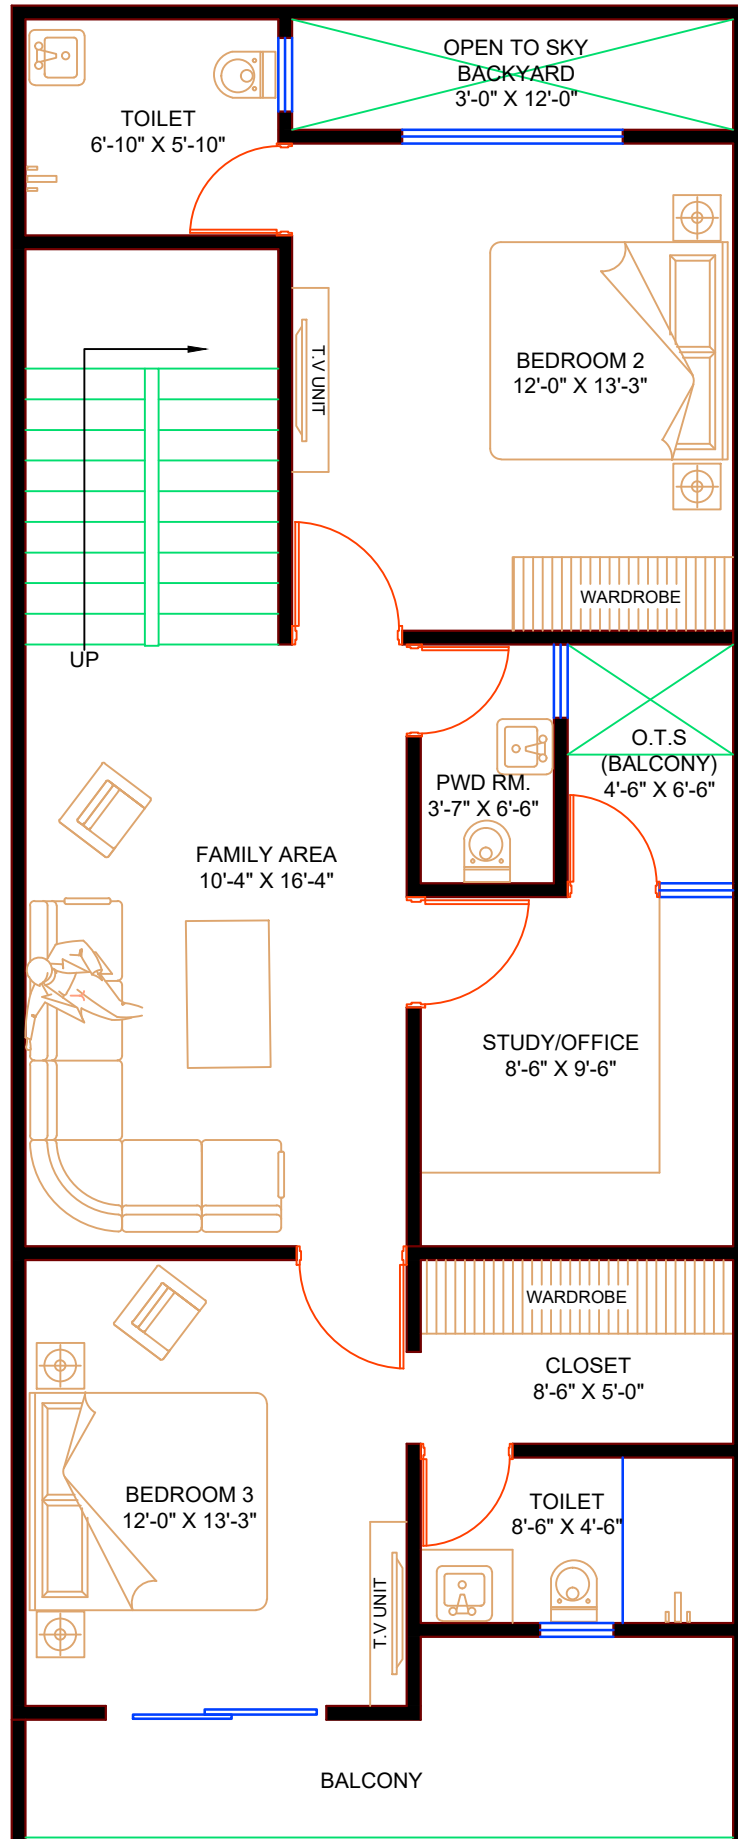 OPEN TO SKY
BACKYARD
3'-0" X 12'-0"
TOILET
6'-10" X 5'-10"
T.V UNIT
BEDROOM 2
12'-0" X 13'-3"
WARDROBE
UP
O.T.S
(BALCONY)
4'-6" X 6'-6"
PWD RM.
3'-7" X 6'-6"
FAMILY AREA
10'-4" X 16'-4"
STUDY/OFFICE
8'-6" X 9'-6"
WARDROBE
CLOSET
8'-6" X 5'-0"
BEDROOM 3
12'-0" X 13'-3"
TOILET
8'-6" X 4'-6"
T.V UNIT
BALCONY